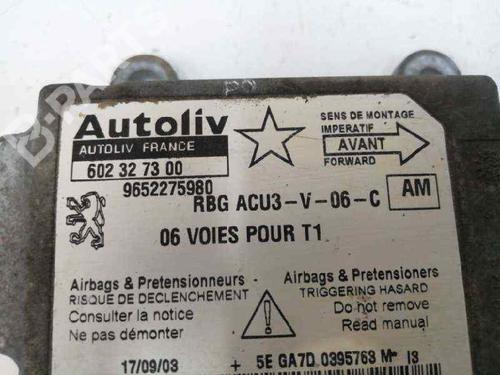 Autoliv
AUTOLIV FRANCE
602 32 73 00
9652275980
SENS DE MONTAGE
IMPERATIF
AVANT
FORWARD
RBG ACU3-V-06-C
AM
06 VOIES POUR T1
Airbags & Pretensionneurs
RISQUE DE DECLENCHEMENT
Consulter la notice
Ne pas démonter
Airbags & Pretensioners
TRIGGERING HASARD
Do not remove
Read manual
17/09/03
+ 5E GA7D 0395763 M- 13